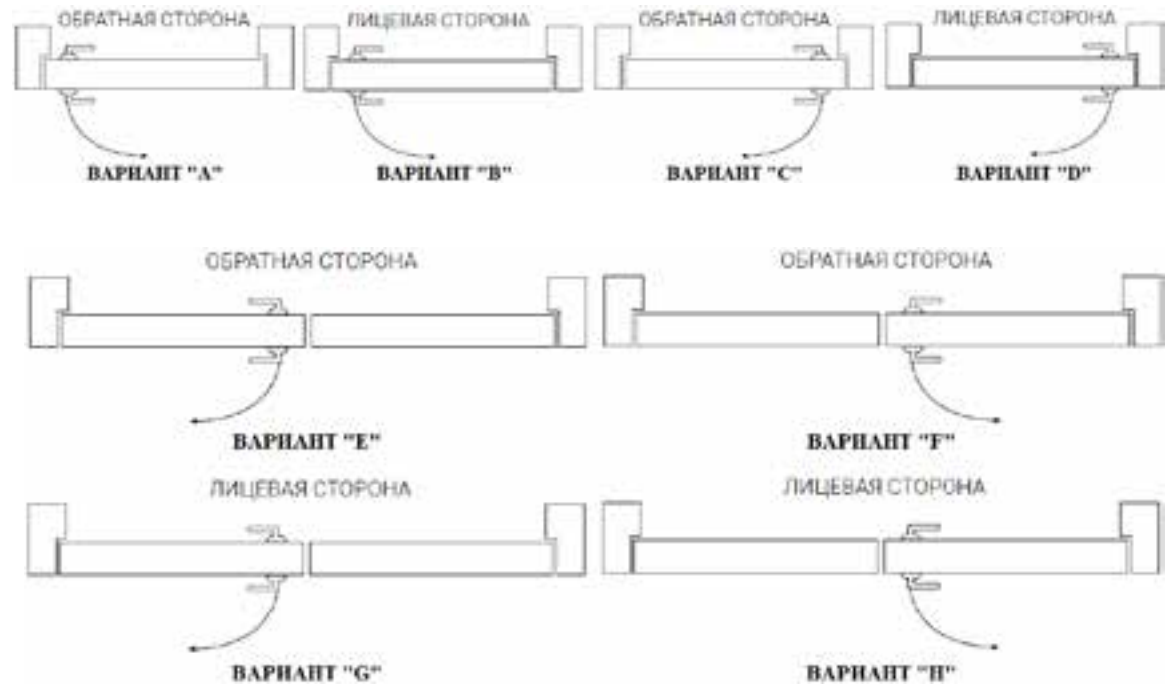 ОБРАТНАЯ СТОРОНА
ЛИЦЕВАЯ СТОРОНА
ОБРАТНАЯ СТОРОНА
ЛИЦЕВАЯ СТОРОНА
ВАРИАНТ "A"
ВАРИАНТ "B"
ВАРИАНТ "C"
ВАРИАНТ "D"
ОБРАТНАЯ СТОРОНА
ОБРАТНАЯ СТОРОНА
ВАРИАНТ "E"
ВАРИАНТ "F"
ЛИЦЕВАЯ СТОРОНА
ЛИЦЕВАЯ СТОРОНА
ВАРИАНТ "G"
ВАРИАНТ "H"